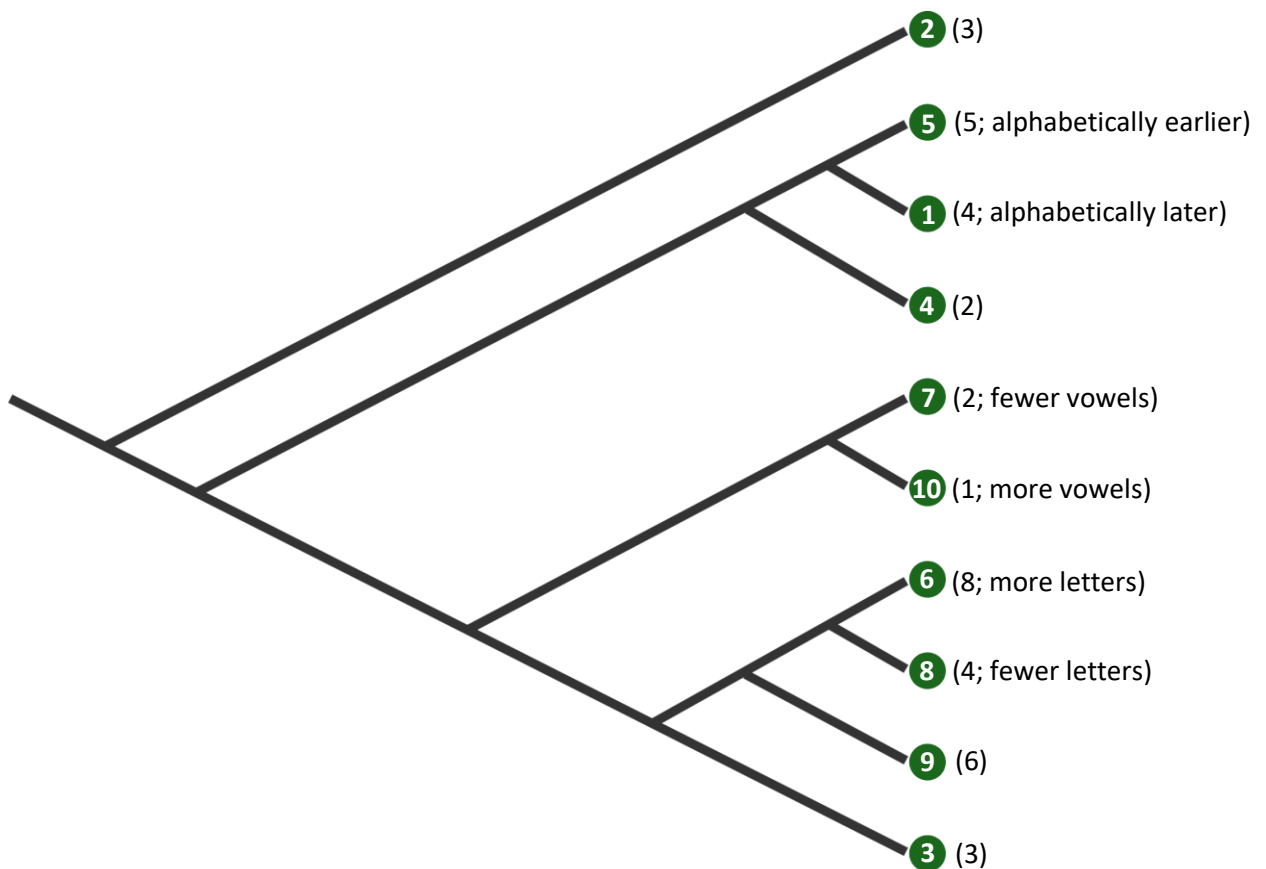 2 (3)
5 (5; alphabetically earlier)
1 (4; alphabetically later)
4 (2)
7 (2; fewer vowels)
10 (1; more vowels)
6 (8; more letters)
8 (4; fewer letters)
9 (6)
3 (3)